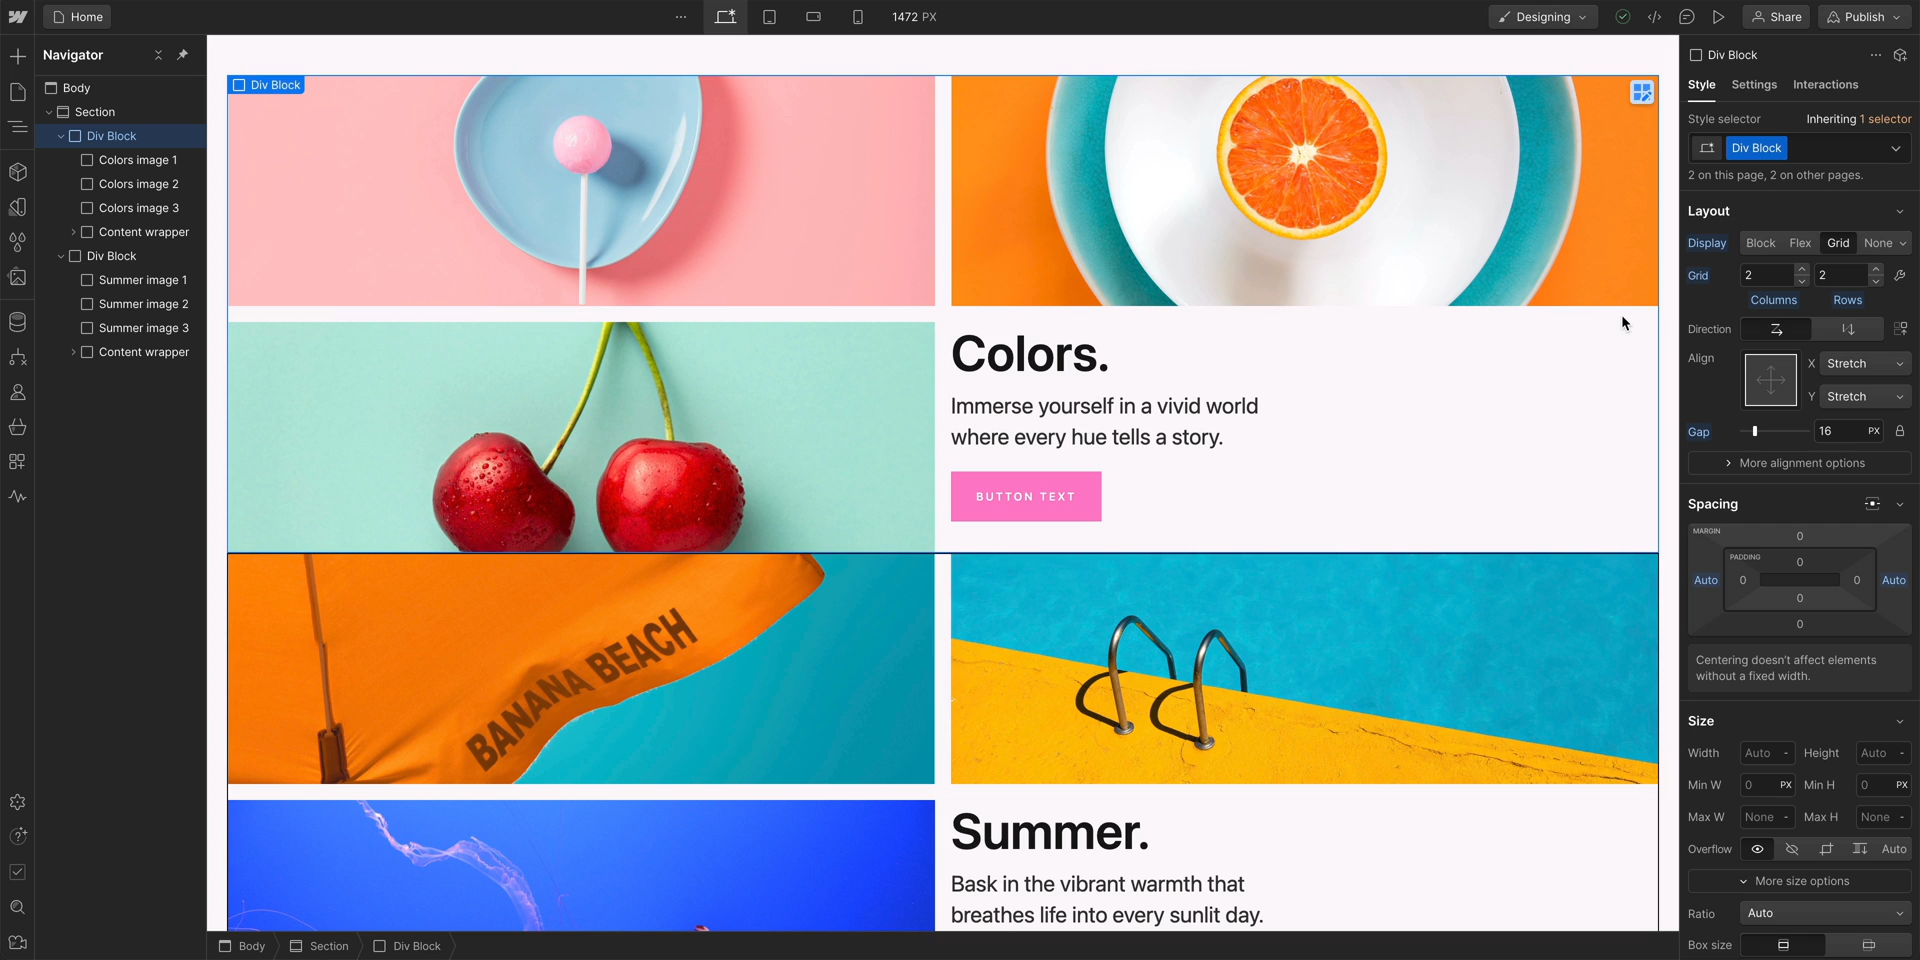 Home
1472 PX
Designing
Share
Publish
Navigator
Body
Section
Div Block
Colors image 1
Colors image 2
Colors image 3
Content wrapper
Div Block
Summer image 1
Summer image 2
Summer image 3
Content wrapper
Div Block
Colors.
Immerse yourself in a vivid world
where every hue tells a story.
BUTTON TEXT
BANANA BEACH
Summer.
Bask in the vibrant warmth that
breathes life into every sunlit day.
Body
Section
Div Block
Div Block
Style Settings Interactions
Style selector Inheriting 1 selector
Div Block
2 on this page, 2 on other pages.
Layout
Display Block Flex Grid None
Grid 2 2
Columns Rows
Direction
Align X Stretch
Y Stretch
Gap 16 PX
More alignment options
Spacing
MARGIN
0
PADDING
0
Auto 0 0 Auto
0
0
Centering doesn't affect elements
without a fixed width.
Size
Width Auto - Height Auto -
Min W 0 PX Min H 0 PX
Max W None - Max H None -
Overflow Auto
More size options
Ratio Auto
Box size